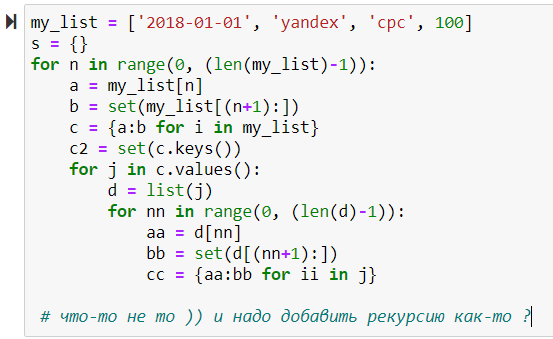 my_list = ['2018-01-01', 'yandex', 'cpc', 100]
s = {}
for n in range(0, (len(my_list)-1)):
    a = my_list[n]
    b = set(my_list[(n+1):])
    c = {a:b for i in my_list}
    c2 = set(c.keys())
    for j in c.values():
        d = list(j)
        for nn in range(0, (len(d)-1)):
            aa = d[nn]
            bb = set(d[(nn+1):])
            cc = {aa:bb for ii in j}
# что-то не то )) и надо добавить рекурсию как-то ?